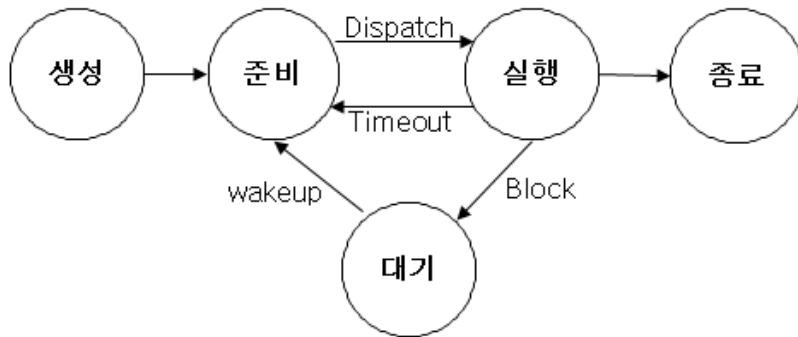 Dispatch
생성
준비
실행
종료
Timeout
wakeup
Block
대기